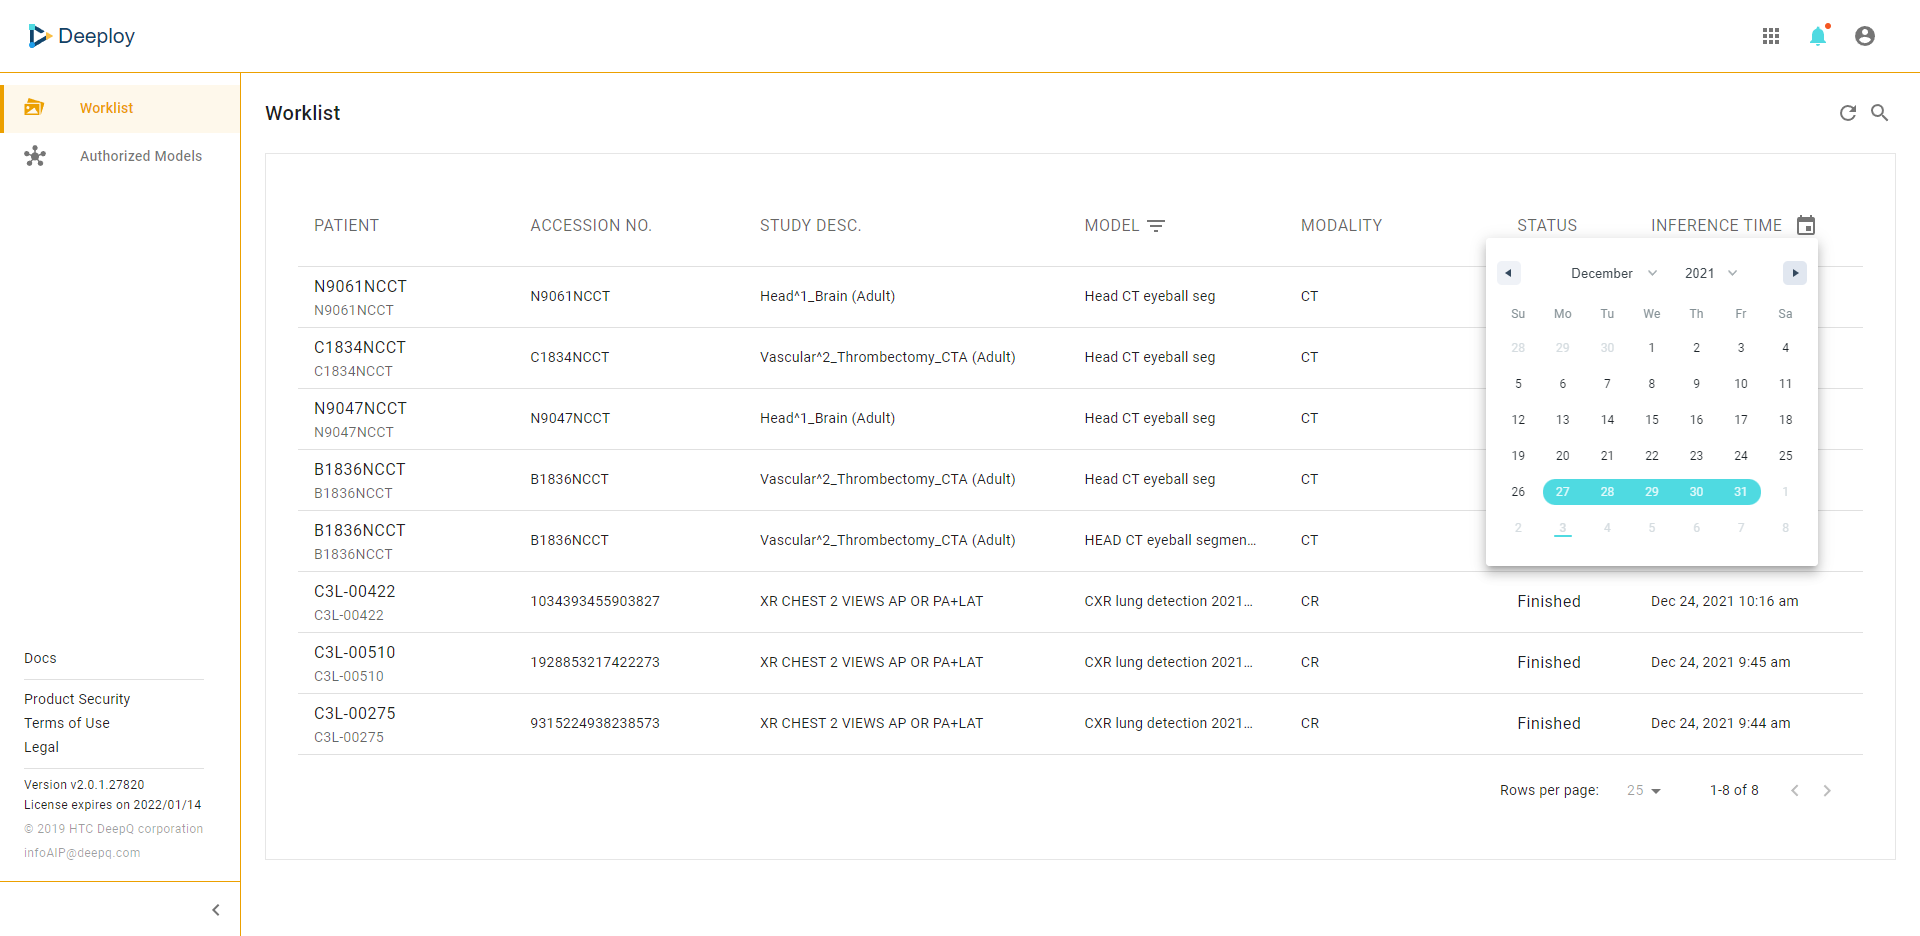 Deeploy
Worklist
Authorized Models
Docs
Product Security
Terms of Use
Legal
Version v2.0.1.27820
License expires on 2022/01/14
© 2019 HTC DeepQ corporation
infoAIP@deepq.com
Worklist
PATIENT ACCESSION NO. STUDY DESC. MODEL MODALITY STATUS INFERENCE TIME
N9061NCCT
N9061NCCT N9061NCCT Head^1_Brain (Adult) Head CT eyeball seg CT
C1834NCCT
C1834NCCT C1834NCCT Vascular^2_Thrombectomy_CTA (Adult) Head CT eyeball seg CT
N9047NCCT
N9047NCCT N9047NCCT Head^1_Brain (Adult) Head CT eyeball seg CT
B1836NCCT
B1836NCCT B1836NCCT Vascular^2_Thrombectomy_CTA (Adult) Head CT eyeball seg CT
B1836NCCT
B1836NCCT B1836NCCT Vascular^2_Thrombectomy_CTA (Adult) HEAD CT eyeball segmen... CT
C3L-00422
C3L-00422 1034393455903827 XR CHEST 2 VIEWS AP OR PA+LAT CXR lung detection 2021... CR Finished Dec 24, 2021 10:16 am
C3L-00510
C3L-00510 1928853217422273 XR CHEST 2 VIEWS AP OR PA+LAT CXR lung detection 2021... CR Finished Dec 24, 2021 9:45 am
C3L-00275
C3L-00275 9315224938238573 XR CHEST 2 VIEWS AP OR PA+LAT CXR lung detection 2021... CR Finished Dec 24, 2021 9:44 am
December 2021
Su Mo Tu We Th Fr Sa
28 29 30 1 2 3 4
5 6 7 8 9 10 11
12 13 14 15 16 17 18
19 20 21 22 23 24 25
26 27 28 29 30 31 1
2 3 4 5 6 7 8
Rows per page: 25 1-8 of 8